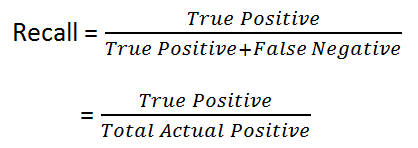 Recall = True Positive
True Positive+False Negative
= True Positive
Total Actual Positive